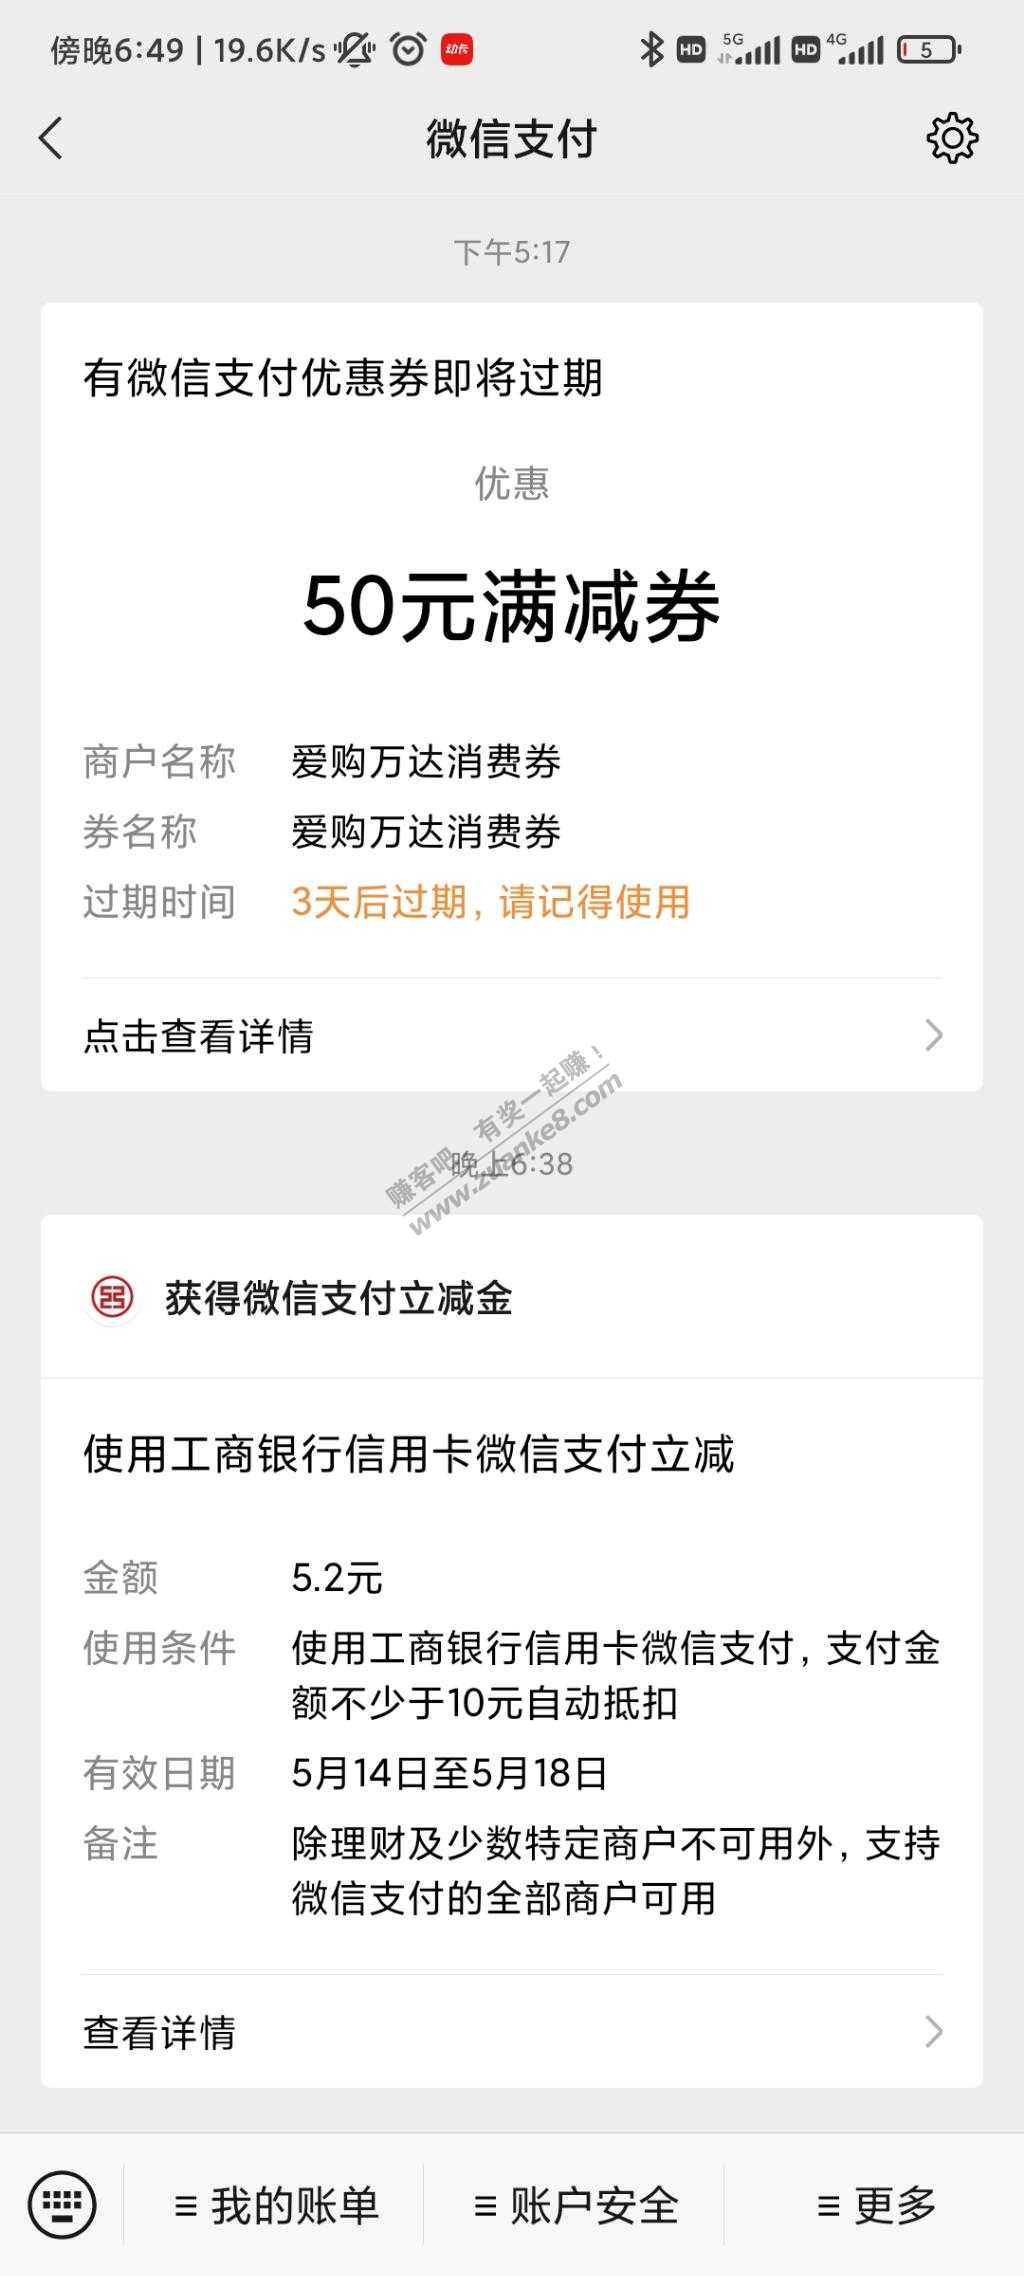 傍晚6:49 | 19.6K/s 动卡 HD 5G HD 4G 5
微信支付
下午5:17
有微信支付优惠券即将过期
优惠
50元满减券
商户名称 爱购万达消费券
券名称 爱购万达消费券
过期时间 3天后过期，请记得使用
点击查看详情
赚客吧，有奖一起赚！
www.zuanke8.com
晚上6:38
获得微信支付立减金
使用工商银行信用卡微信支付立减
金额 5.2元
使用条件 使用工商银行信用卡微信支付，支付金
额不少于10元自动抵扣
有效日期 5月14日至5月18日
备注 除理财及少数特定商户不可用外，支持
微信支付的全部商户可用
查看详情
我的账单 账户安全 更多